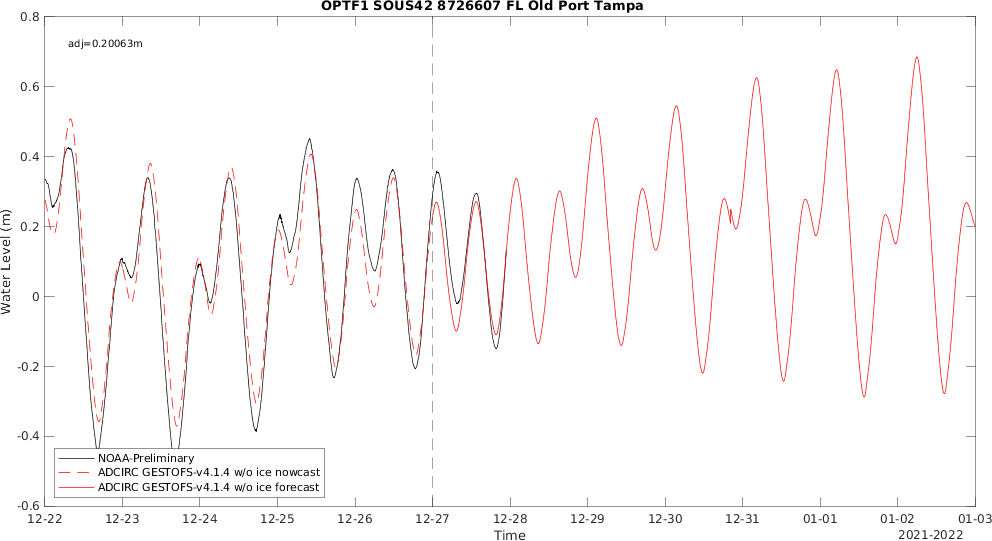 OPTF1 SOUS42 8726607 FL Old Port Tampa
adj=0.20063m
0.8
0.6
0.4
0.2
0
-0.2
-0.4
-0.6
Water Level (m)
NOAA-Preliminary
ADCIRC GESTOFS-v4.1.4 w/o ice nowcast
ADCIRC GESTOFS-v4.1.4 w/o ice forecast
12-22 12-23 12-24 12-25 12-26 12-27 12-28 12-29 12-30 12-31 01-01 01-02 01-03
Time
2021-2022